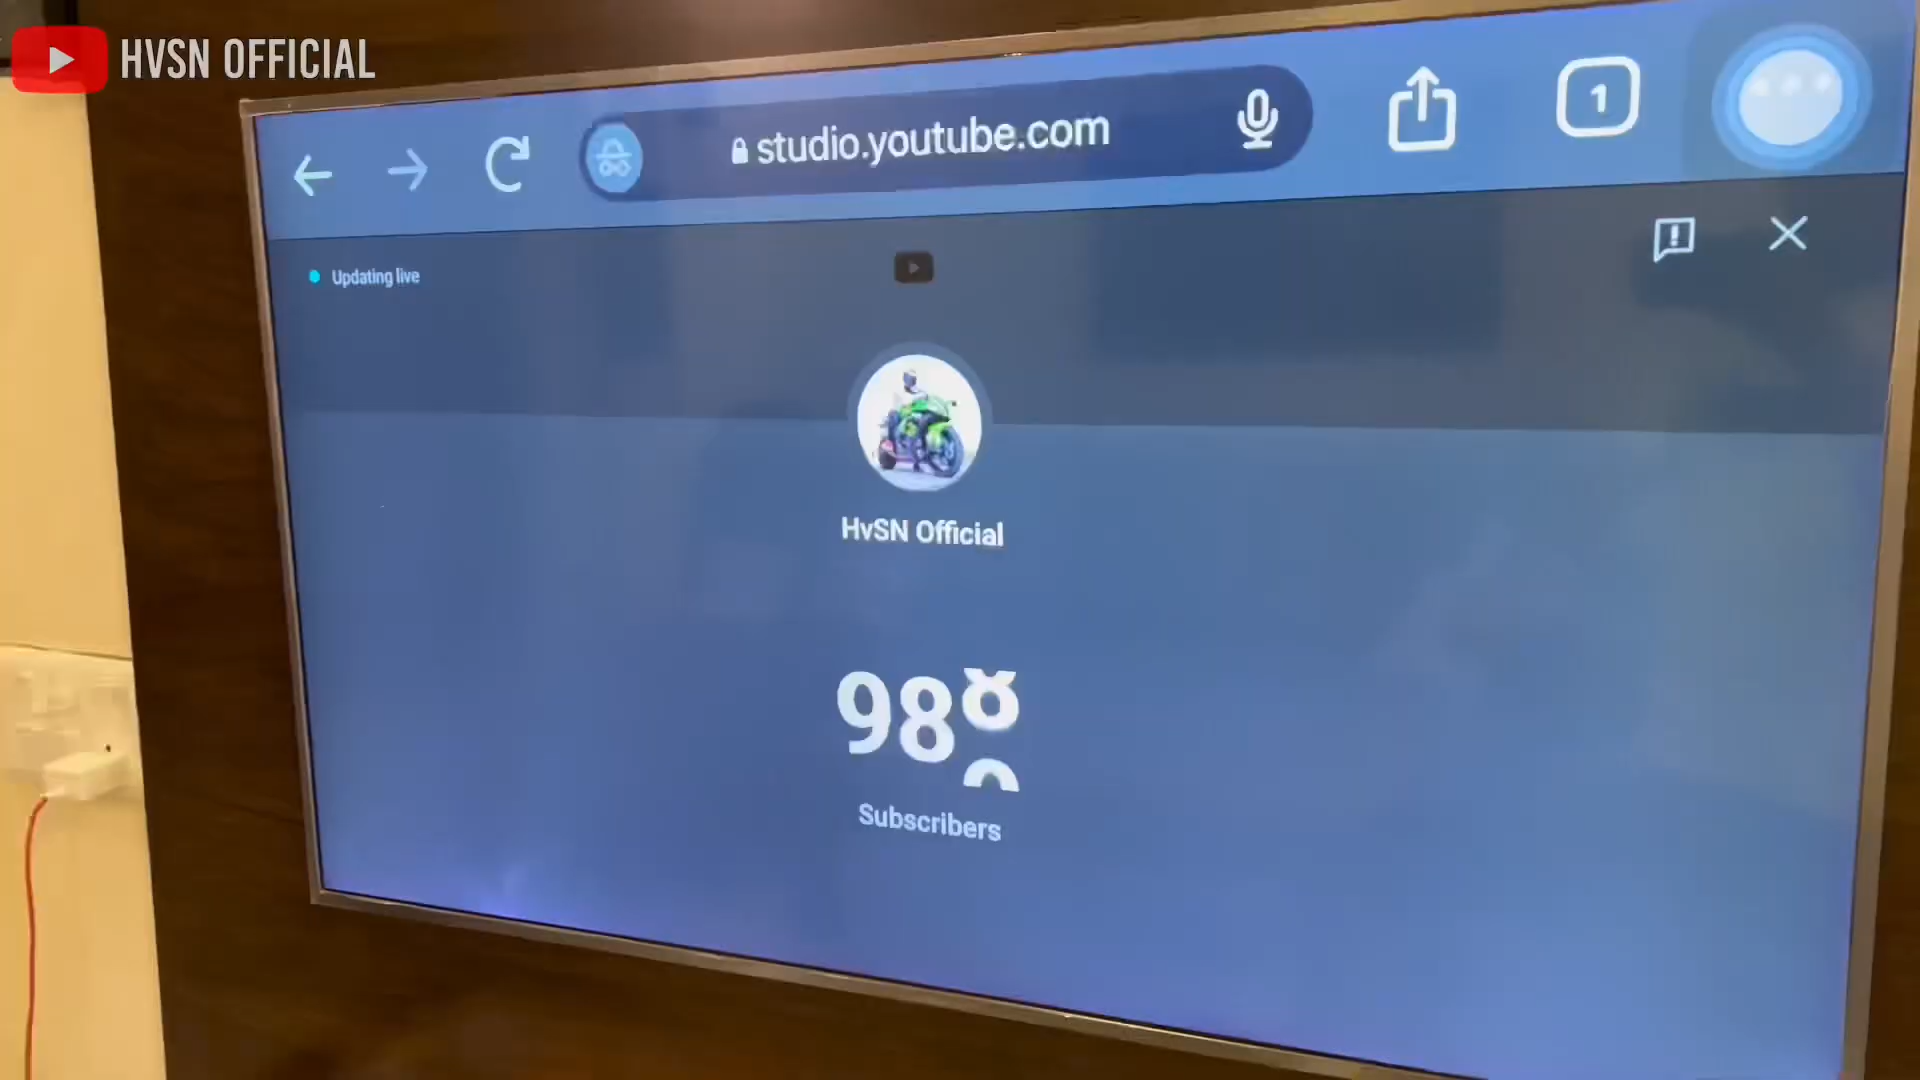 HVSN OFFICIAL
studio.youtube.com
1
Updating live
HvSN Official
98
Subscribers